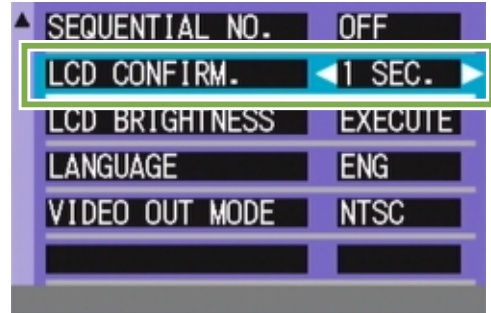 SEQUENTIAL NO. OFF
LCD CONFIRM. 1 SEC.
LCD BRIGHTNESS EXECUTE
LANGUAGE ENG
VIDEO OUT MODE NTSC